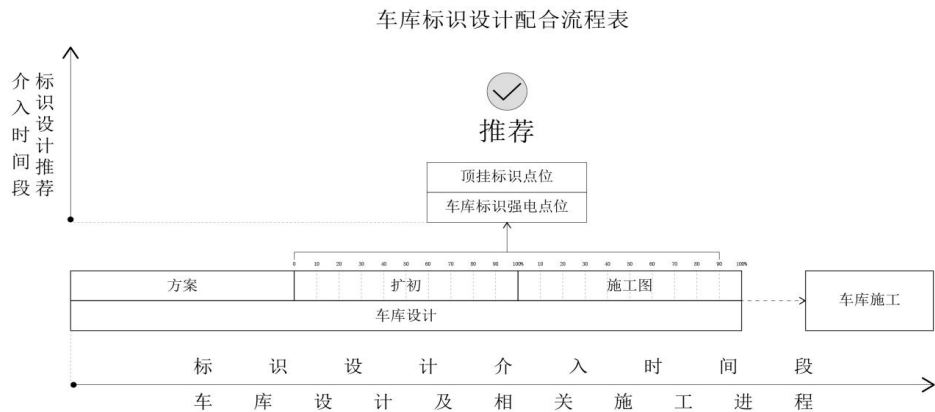 车库标识设计配合流程表
标识设计推荐
介入时间段
推荐
顶挂标识点位
车库标识强电点位
0 10 20 30 40 50 60 70 80 90 100% 10 20 30 40 50 60 70 80 90 100%
方案 扩初 施工图
车库施工
车库设计
标识设计介入时间段
车库设计及相关施工进程